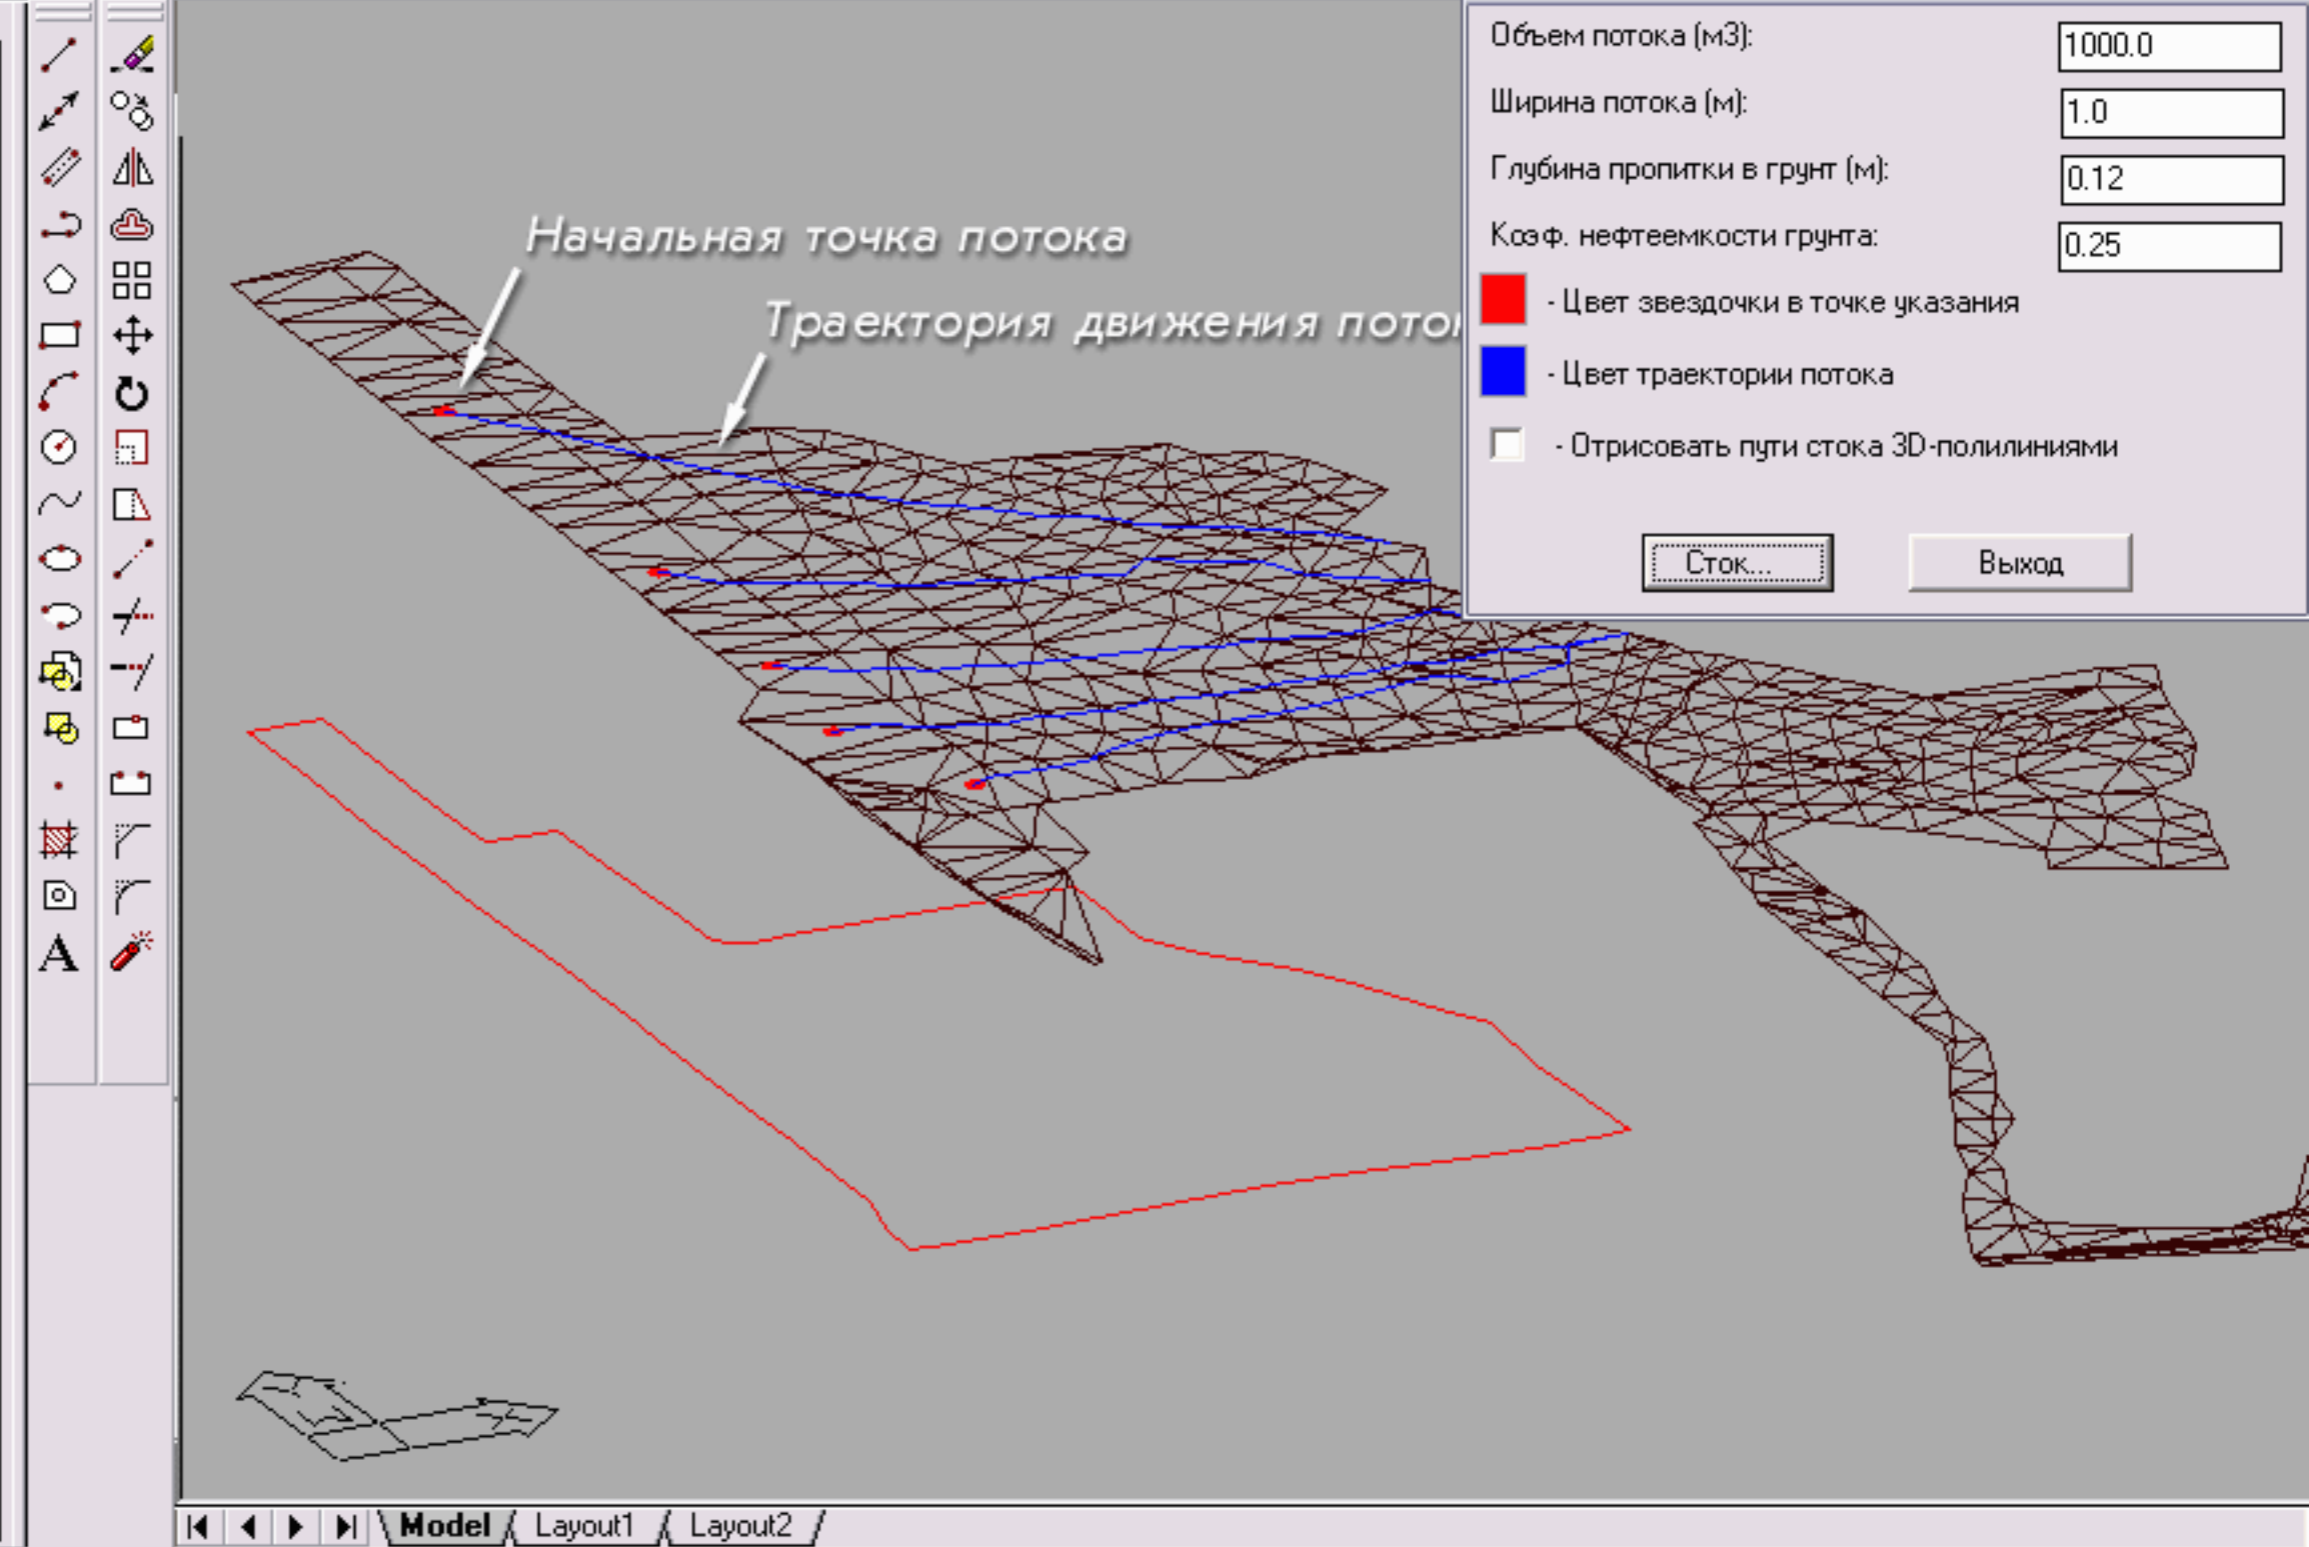 Объем потока (м3):
1000.0
Ширина потока (м):
1.0
Глубина пропитки в грунт (м):
0.12
Коэф. нефтеемкости грунта:
0.25
- Цвет звездочки в точке указания
- Цвет траектории потока
- Отрисовать пути стока 3D-полилиниями
Сток...
Выход
Начальная точка потока
Траектория движения
A
Model
Layout1
Layout2